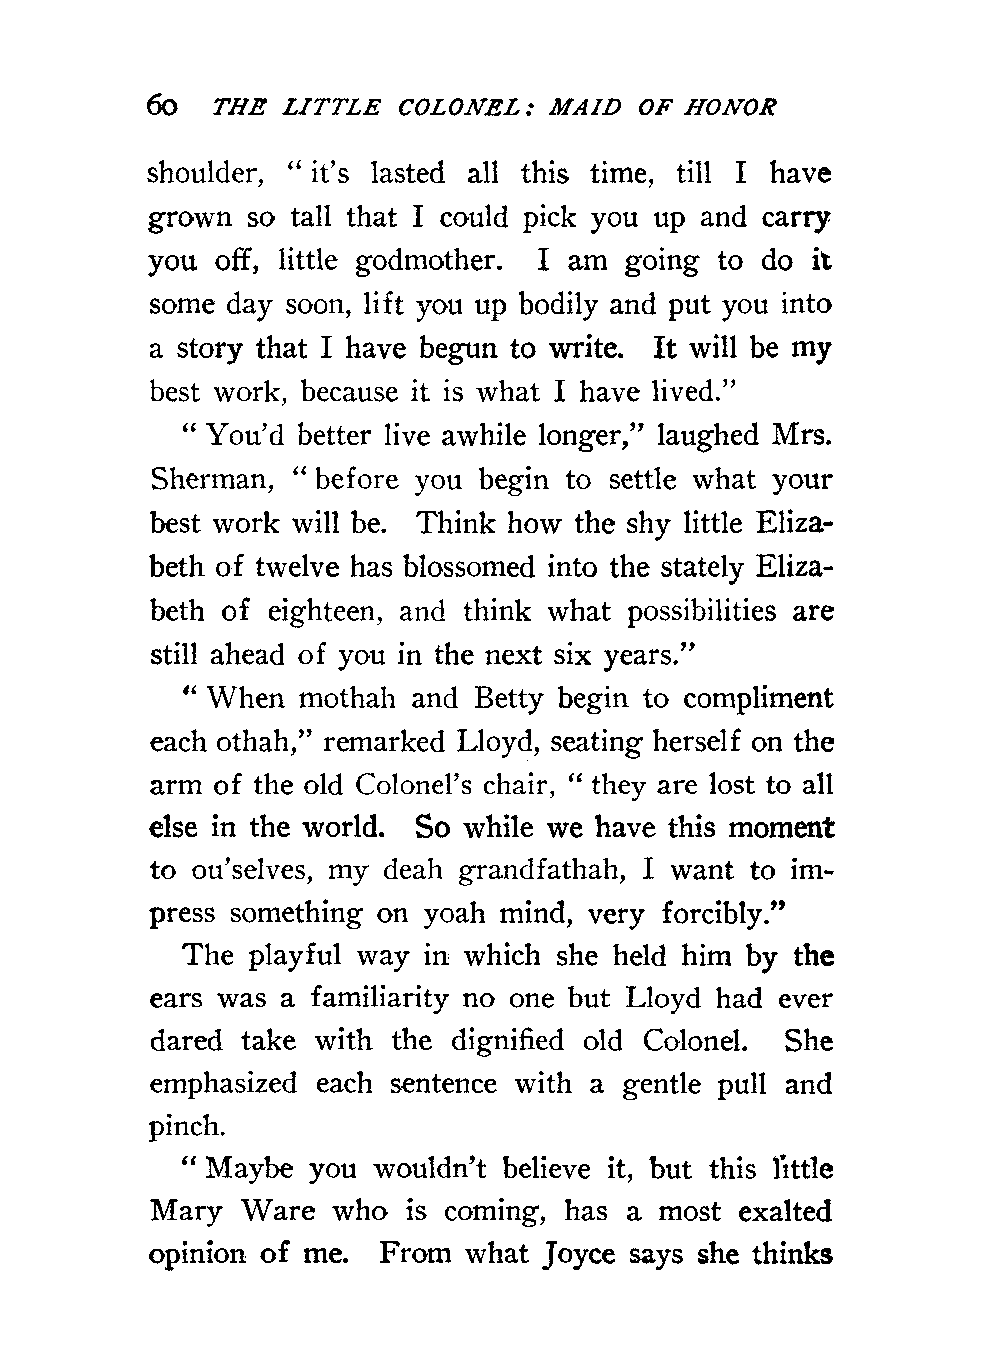 60 THE LITTLE COLONEL: MAID OF HONOR
shoulder, “ it’s lasted all this time, till I have
grown so tall that I could pick you up and carry
you off, little godmother. I am going to do it
some day soon, lift you up bodily and put you into
a story that I have begun to write. It will be my
best work, because it is what I have lived.”
“ You’d better live awhile longer,” laughed Mrs.
Sherman, “ before you begin to settle what your
best work will be. Think how the shy little Eliza-
beth of twelve has blossomed into the stately Eliza-
beth of eighteen, and think what possibilities are
still ahead of you in the next six years.”
“ When mothah and Betty begin to compliment
each othah,” remarked Lloyd, seating herself on the
arm of the old Colonel’s chair, “ they are lost to all
else in the world. So while we have this moment
to ou’selves, my deah grandfathah, I want to im-
press something on yoah mind, very forcibly.”
The playful way in which she held him by the
ears was a familiarity no one but Lloyd had ever
dared take with the dignified old Colonel. She
emphasized each sentence with a gentle pull and
pinch.
“ Maybe you wouldn’t believe it, but this little
Mary Ware who is coming, has a most exalted
opinion of me. From what Joyce says she thinks